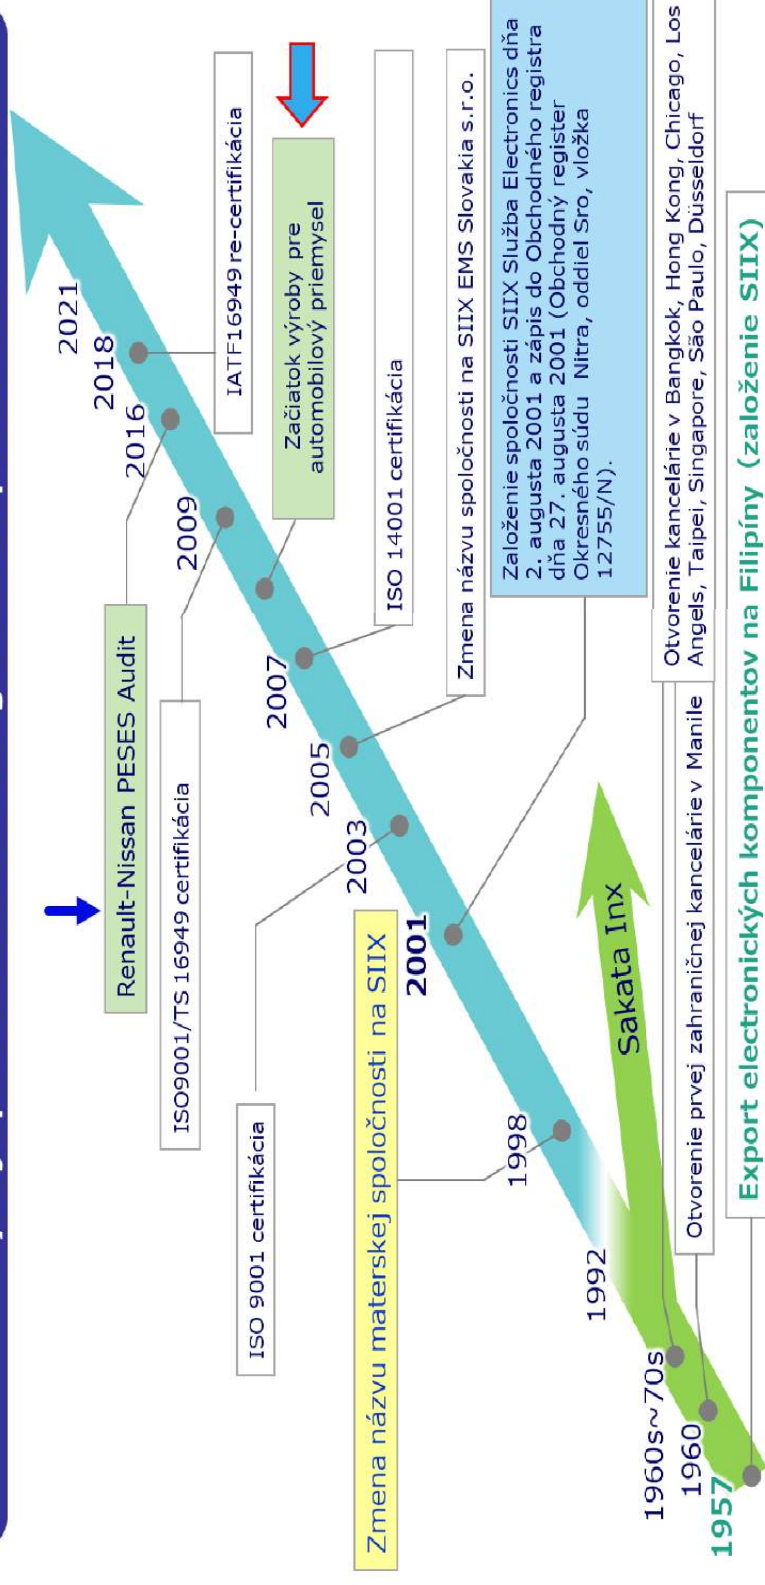 2021
2018
2016
2009
2007
2005
2003
2001
1998
1992
1960s~70s
1960
1957
IATF16949 re-certifikácia
Renault-Nissan PESES Audit
ISO9001/TS 16949 certifikácia
Začiatok výroby pre
automobilový priemysel
ISO 14001 certifikácia
Zmena názvu spoločnosti na SIIX EMS Slovakia s.r.o.
ISO 9001 certifikácia
Založenie spoločnosti SIIX Služba Electronics dňa
2. augusta 2001 a zápis do Obchodného registra
dňa 27. augusta 2001 (Obchodný register
Okresného súdu Nitra, oddiel Sro, vložka
12755/N).
Zmena názvu materskej spoločnosti na SIIX
Sakata Inx
Otvorenie kancelárie v Bangkok, Hong Kong, Chicago, Los
Angels, Taipei, Singapore, São Paulo, Düsseldorf
Otvorenie prvej zahraničnej kancelárie v Manile
Export electronických komponentov na Filipíny (založenie SIIX)